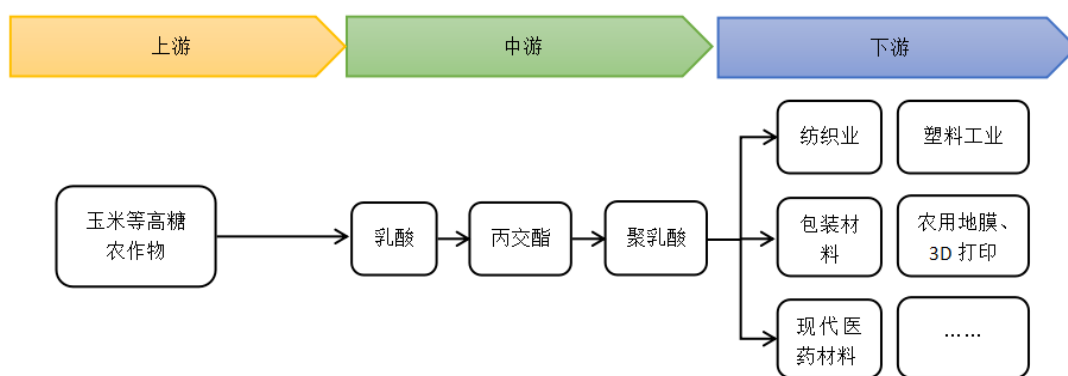 上游
中游
下游
玉米等高糖
农作物
乳酸
丙交酯
聚乳酸
纺织业
塑料工业
包装材
料
农用地膜、
3D打印
现代医
药材料
……